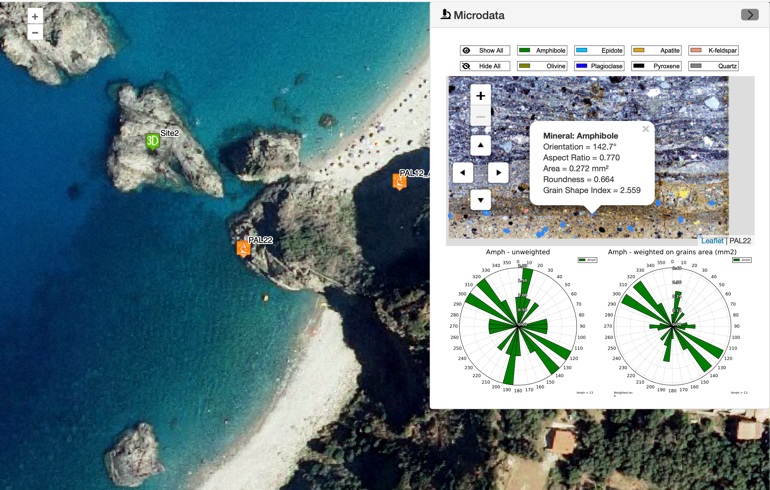 +
−
Microdata
Show All
Amphibole
Epidote
Apatite
K-feldspar
Hide All
Olivine
Plagioclase
Pyroxene
Quartz
3D
Site2
PAL12_
PAL22
+
−
Mineral: Amphibole
Orientation = 142.7°
Aspect Ratio = 0.770
Area = 0.272 mm²
Roundness = 0.664
Grain Shape Index = 2.559
×
Leaflet | PAL22
Amph - unweighted
Amph - weighted on grains area (mm2)
0 10 20 30 40 50 60 70 80 90 100 110 120 130 140 150 160 170 180 190 200 210 220 230 240 250 260 270 280 290 300 310 320 330 340 350
0 10 20 30 40 50 60 70 80 90 100 110 120 130 140 150 160 170 180 190 200 210 220 230 240 250 260 270 280 290 300 310 320 330 340 350